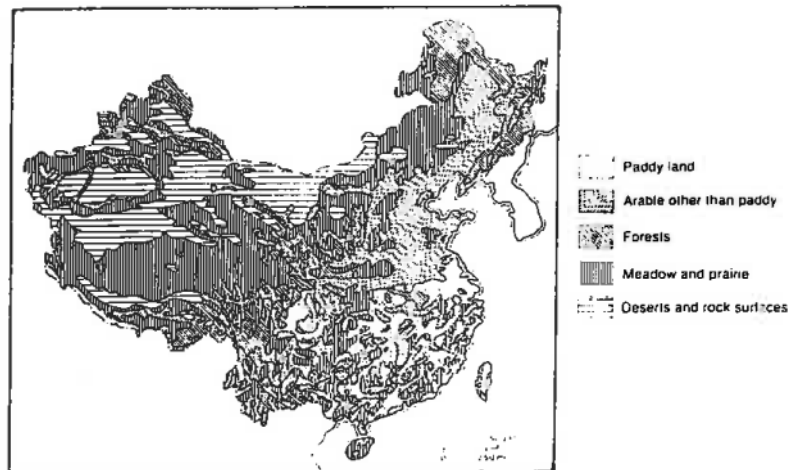 Paddy land
Arable other than paddy
Forests
Meadow and prairie
Deserts and rock surfaces